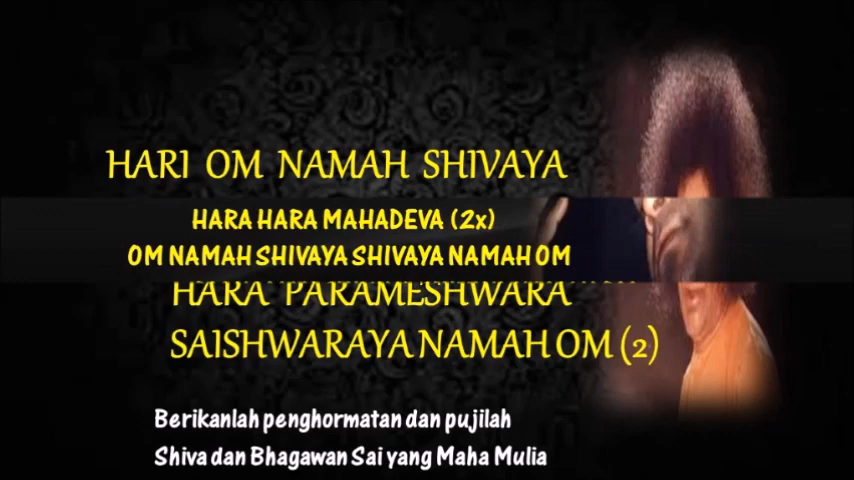 HARI OM NAMAH SHIVAYA
HARA HARA MAHADEVA (2x)
OM NAMAH SHIVAYA SHIVAYA NAMAH OM
HARA PARAMESHWARA
SAISHWARAYA NAMAH OM (2)
Berikanlah penghormatan dan pujilah
Shiva dan Bhagawan Sai yang Maha Mulia